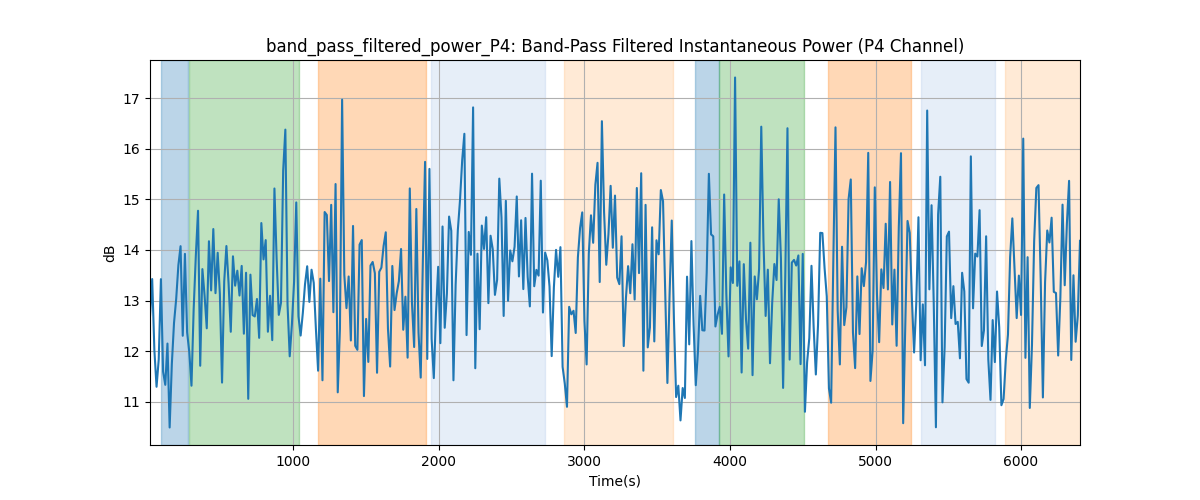 band_pass_filtered_power_P4: Band-Pass Filtered Instantaneous Power (P4 Channel)
17
16
15
14
13
12
11
dB
1000 2000 3000 4000 5000 6000
Time(s)